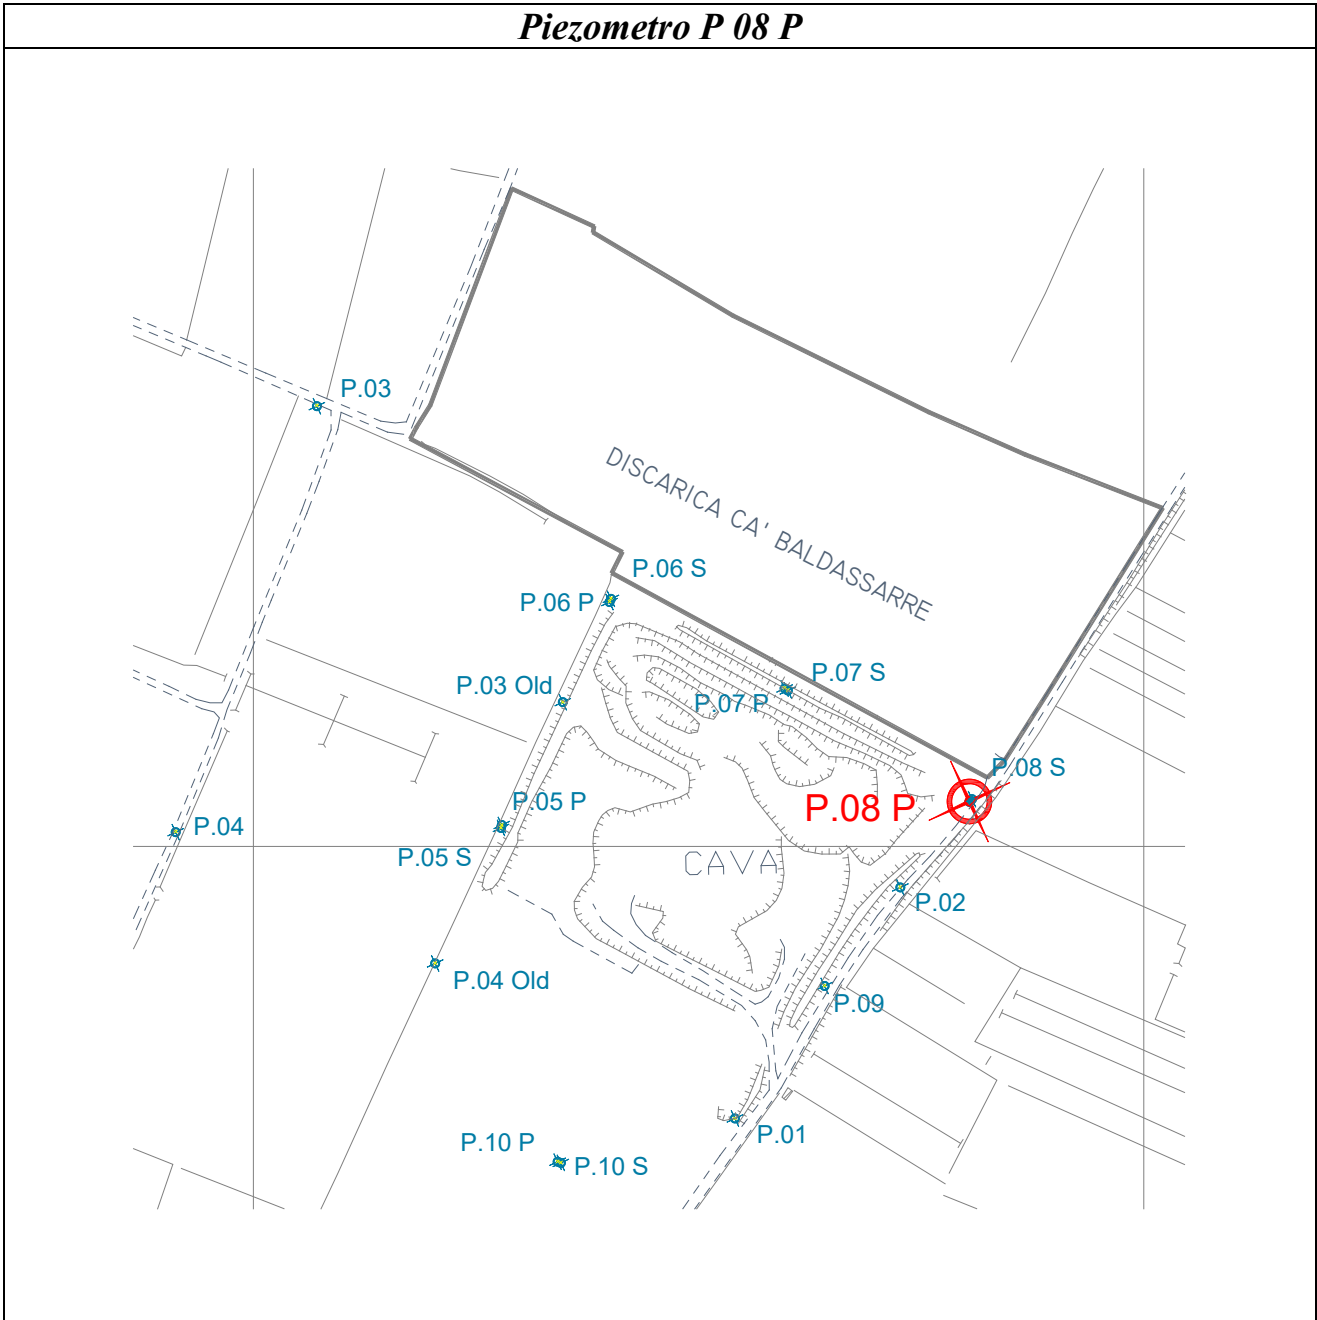 Piezometro P 08 P
P.03
DISCARICA CA' BALDASSARRE
P.06 S
P.06 P
P.07 S
P.03 Old
P.07 P
P.08 S
P.05 P
P.08 P
P.04
P.05 S
CAVA
P.02
P.04 Old
P.09
P.01
P.10 P
P.10 S